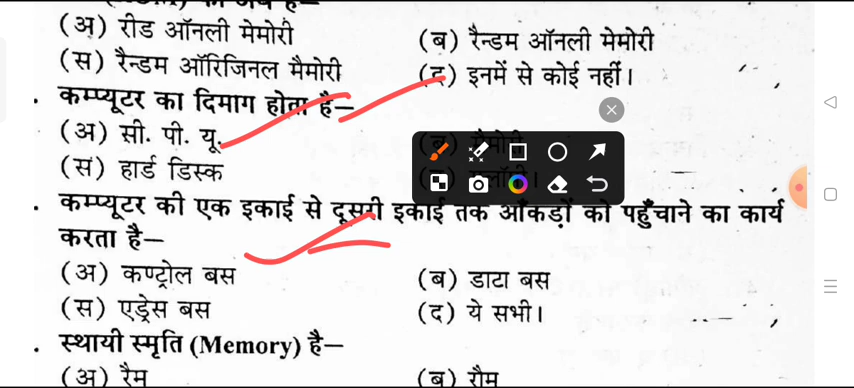 का अर्थ है—
(अ) रीड ऑनली मेमोरी (ब) रैन्डम ऑनली मेमोरी
(स) रैन्डम ऑरिजिनल मैमोरी (द) इनमें से कोई नहीं।
कम्प्यूटर का दिमाग होता है—
(अ) सी. पी. यू.
(स) हार्ड डिस्क
कम्प्यूटर की एक इकाई से दूसरी इकाई तक आँकड़ों को पहुँचाने का कार्य
करता है—
(अ) कण्ट्रोल बस (ब) डाटा बस
(स) एड्रेस बस (द) ये सभी।
स्थायी स्मृति (Memory) है—
(अ) रैम (ब) रौम